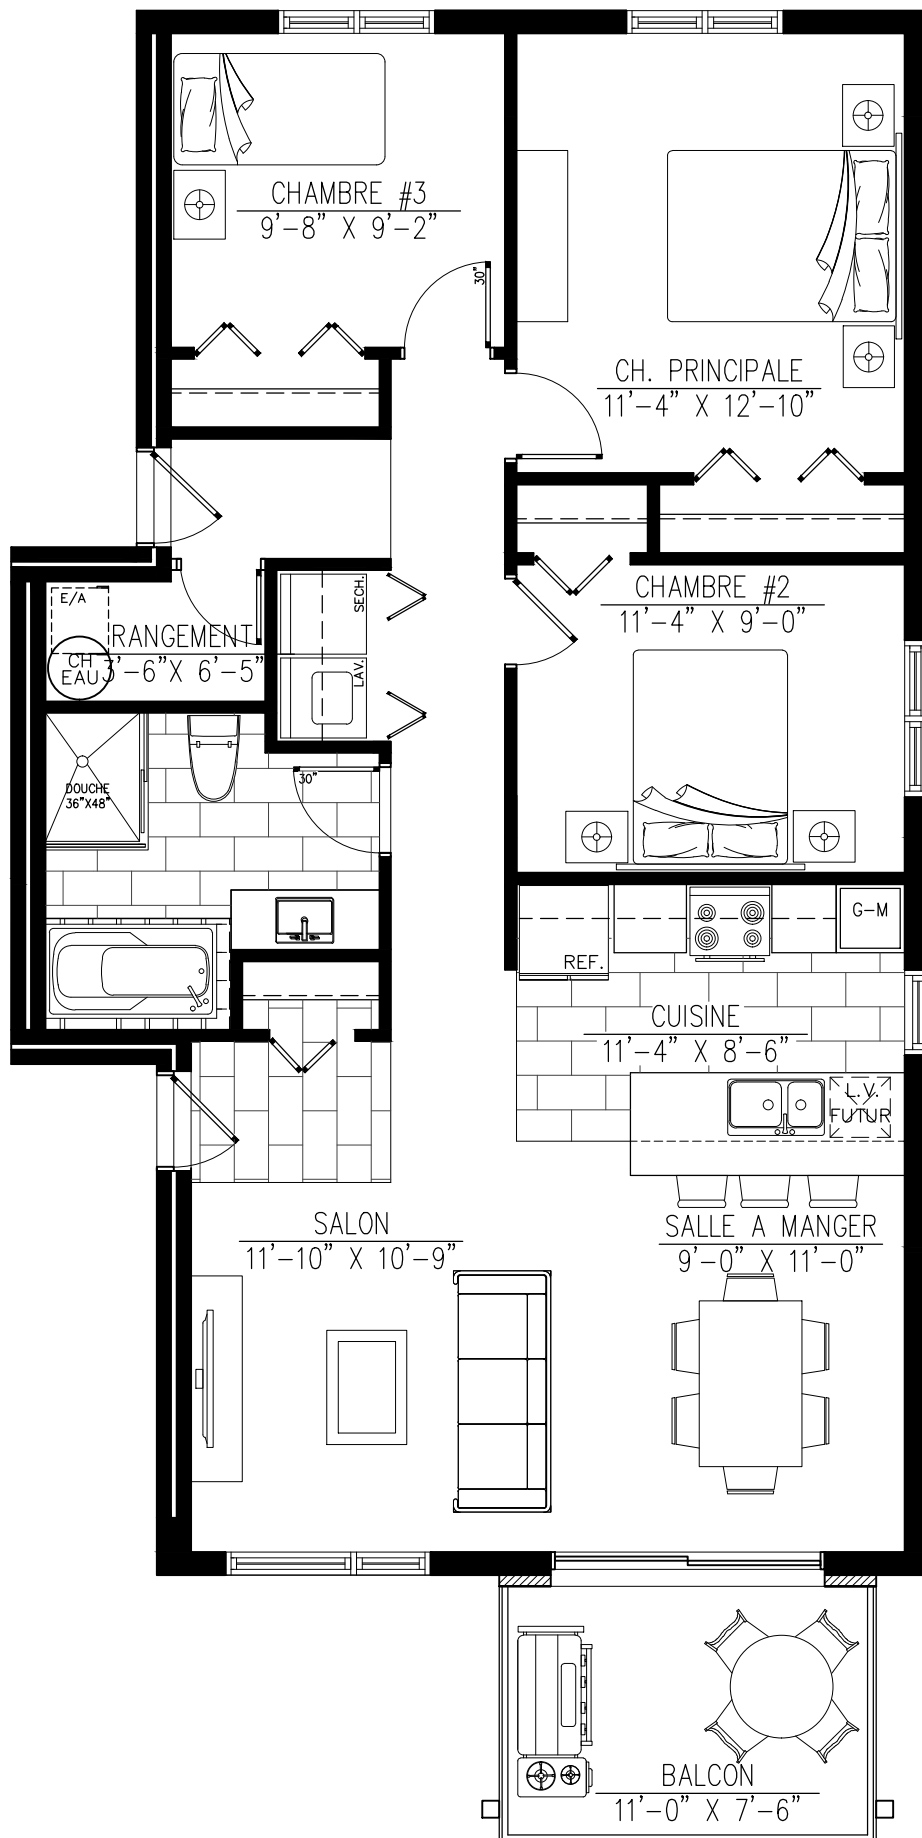 CHAMBRE #3
9'-8" X 9'-2"
30"
CH. PRINCIPALE
11'-4" X 12'-10"
E/A
CH
EAU
RANGEMENT
3'-6"X 6'-5"
SECH.
LAV.
CHAMBRE #2
11'-4" X 9'-0"
DOUCHE
36"X48"
30"
REF.
G-M
CUISINE
11'-4" X 8'-6"
L.V.
FUTUR
SALON
11'-10" X 10'-9"
SALLE A MANGER
9'-0" X 11'-0"
BALCON
11'-0" X 7'-6"